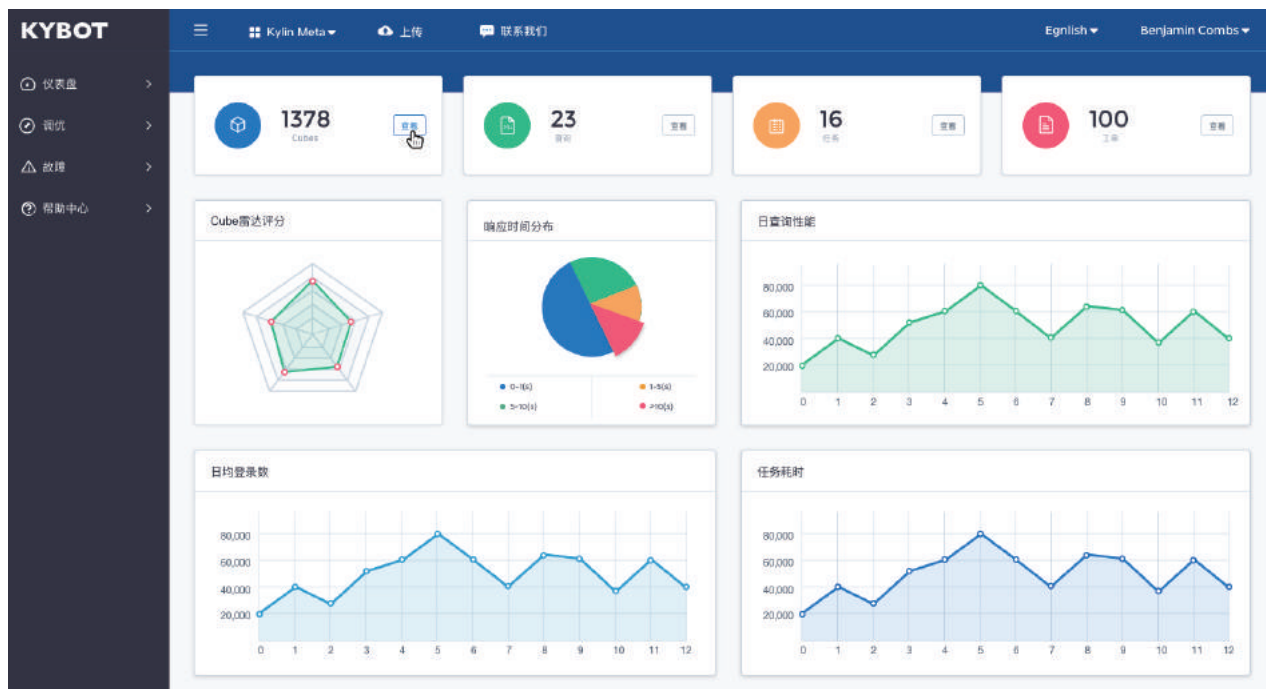 KYBOT
Kylin Meta
上传
联系我们
Egnlish
Benjamin Combs
仪表盘
调优
故障
帮助中心
1378
Cubes
查看
23
查询
查看
16
任务
查看
100
工单
查看
Cube雷达评分
响应时间分布
0-1(s)
1-5(s)
5-10(s)
>10(s)
日查询性能
80,000
60,000
40,000
20,000
0 1 2 3 4 5 6 7 8 9 10 11 12
日均登录数
80,000
60,000
40,000
20,000
0 1 2 3 4 5 6 7 8 9 10 11 12
任务耗时
80,000
60,000
40,000
20,000
0 1 2 3 4 5 6 7 8 9 10 11 12